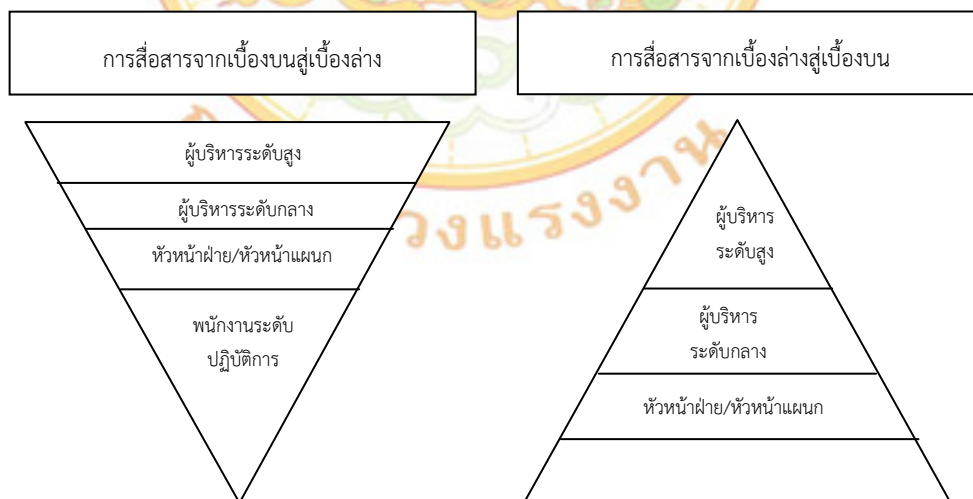 การสื่อสารจากเบื้องบนสู่เบื้องล่าง
การสื่อสารจากเบื้องล่างสู่เบื้องบน
ผู้บริหารระดับสูง
ผู้บริหารระดับกลาง
หัวหน้าฝ่าย/หัวหน้าแผนก
พนักงานระดับ
ปฏิบัติการ
ผู้บริหาร
ระดับสูง
ผู้บริหาร
ระดับกลาง
หัวหน้าฝ่าย/หัวหน้าแผนก
วงแรงงาน